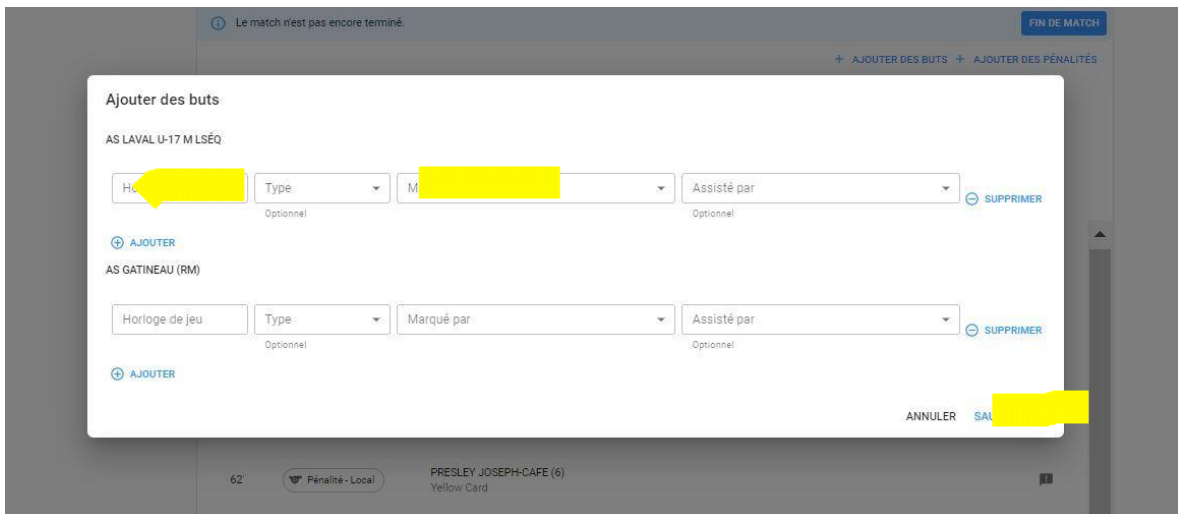 Le match n'est pas encore terminé.
FIN DE MATCH
+ AJOUTER DES BUTS + AJOUTER DES PÉNALITÉS
Ajouter des buts
AS LAVAL U-17 M LSÉQ
Type
Assisté par
SUPPRIMER
Optionnel
Optionnel
AJOUTER
AS GATINEAU (RM)
Horloge de jeu
Type
Marqué par
Assisté par
SUPPRIMER
Optionnel
Optionnel
AJOUTER
ANNULER
62'
Pénalité - Local
PRESLEY JOSEPH-CAFE (6)
Yellow Card